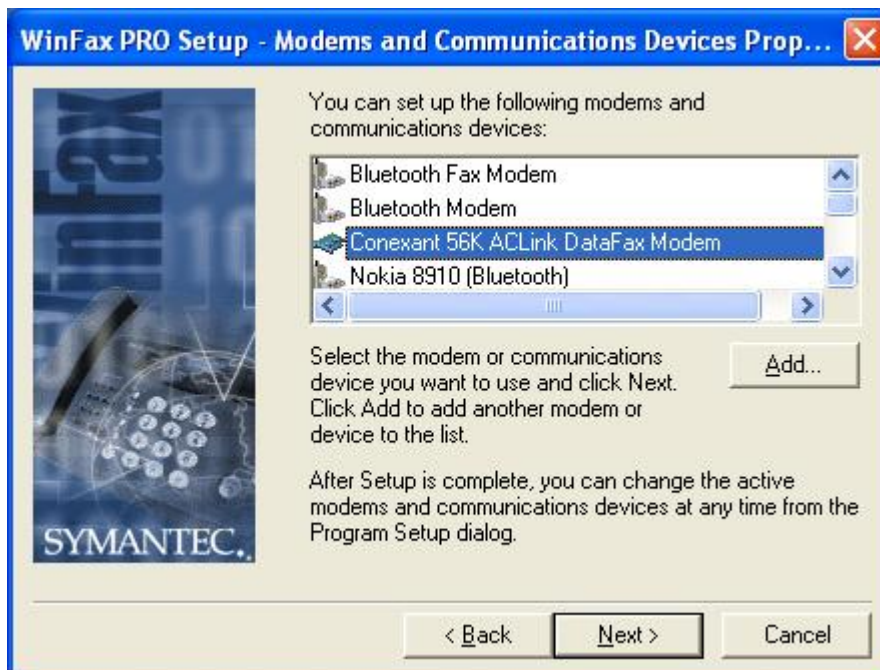 WinFax PRO Setup - Modems and Communications Devices Prop...
WinFax
You can set up the following modems and
communications devices:
Bluetooth Fax Modem
Bluetooth Modem
Conexant 56K ACLink DataFax Modem
Nokia 8910 (Bluetooth)
Select the modem or communications
device you want to use and click Next.
Click Add to add another modem or
device to the list.
Add...
After Setup is complete, you can change the active
modems and communications devices at any time from the
Program Setup dialog.
SYMANTEC.
< Back
Next >
Cancel